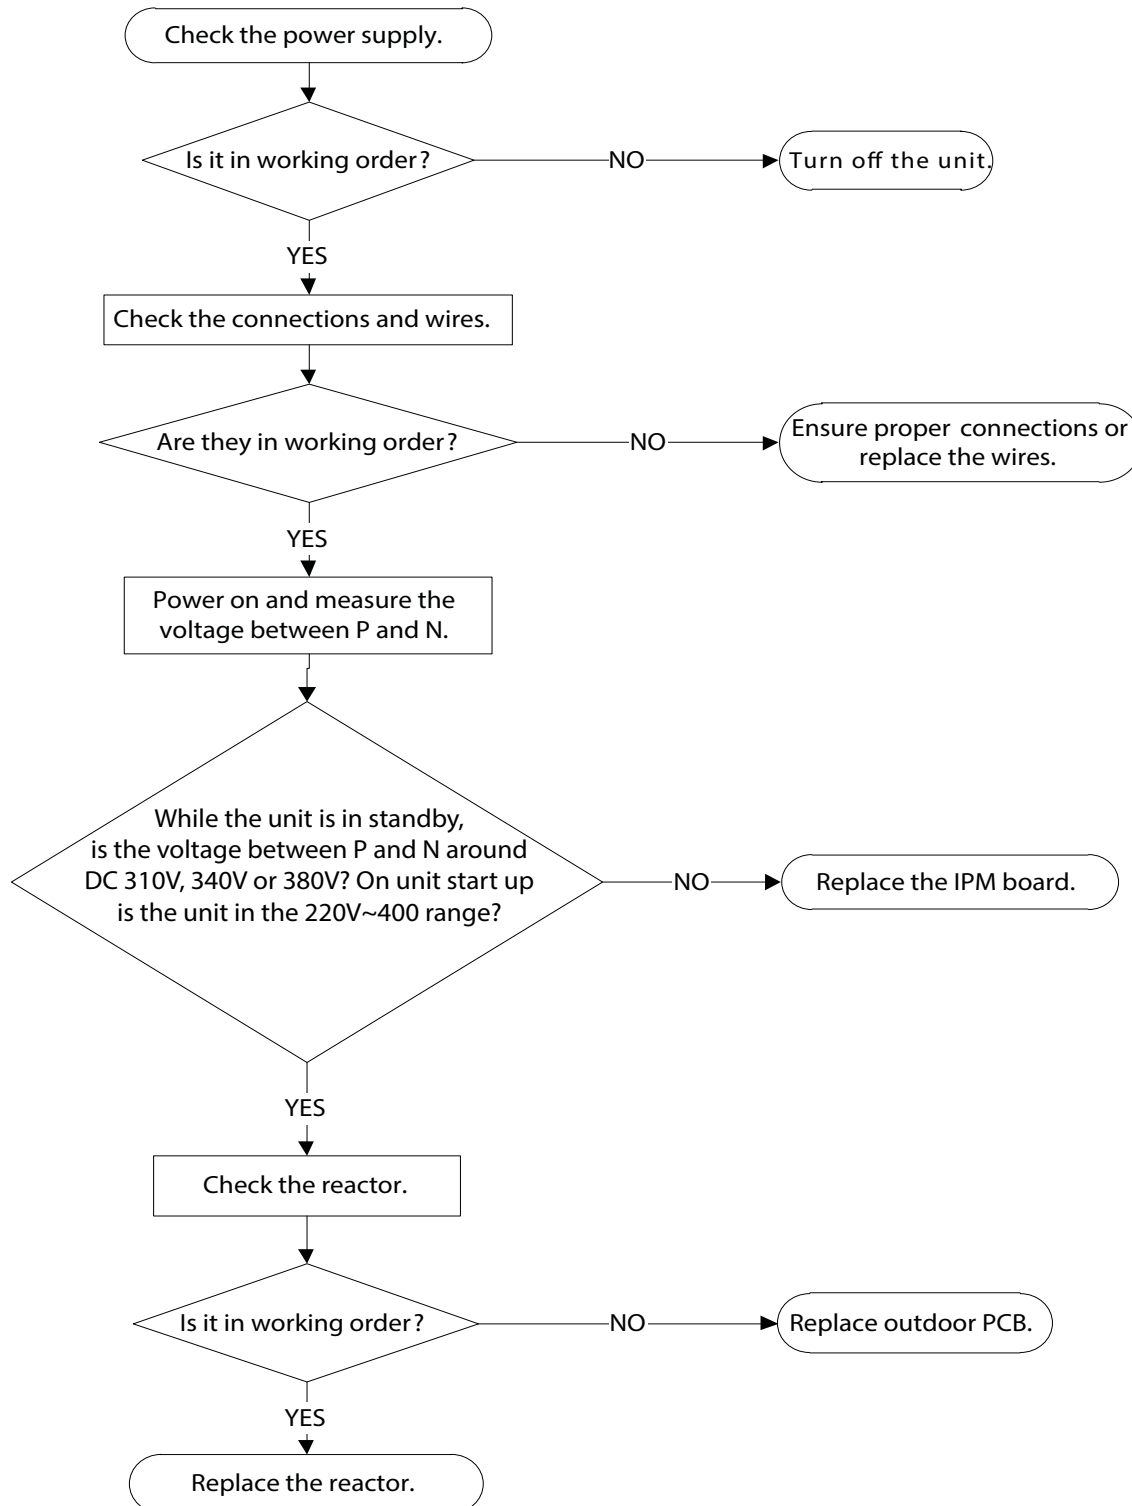 Check the power supply.
Is it in working order?
NO
Turn off the unit.
YES
Check the connections and wires.
Are they in working order?
NO
Ensure proper connections or
replace the wires.
YES
Power on and measure the
voltage between P and N.
While the unit is in standby,
is the voltage between P and N around
DC 310V, 340V or 380V? On unit start up
is the unit in the 220V~400 range?
NO
Replace the IPM board.
YES
Check the reactor.
Is it in working order?
NO
Replace outdoor PCB.
YES
Replace the reactor.